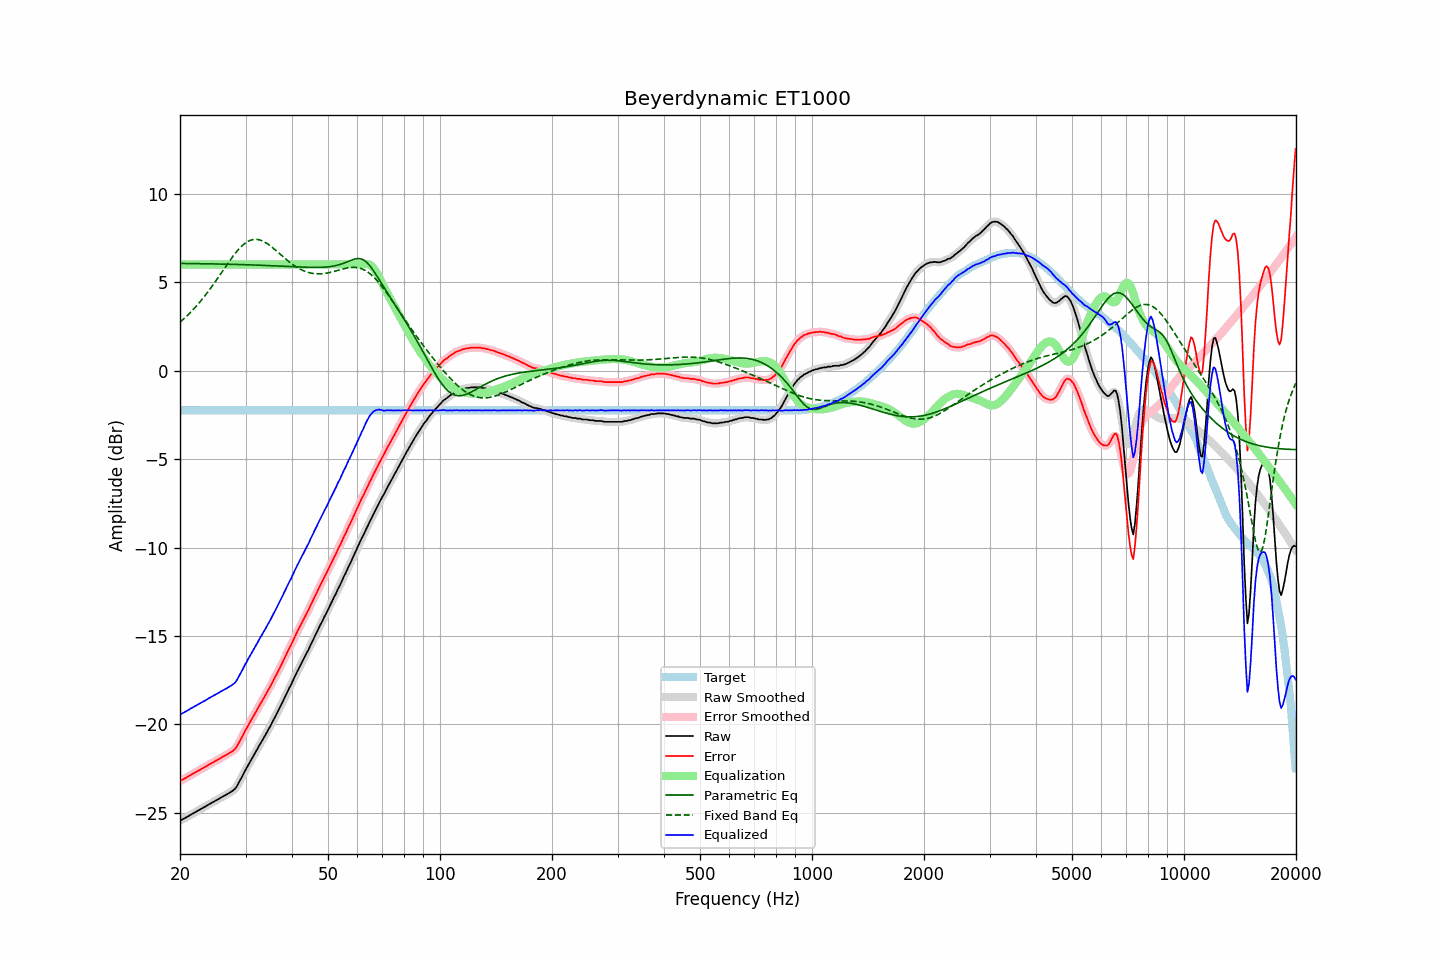 Beyerdynamic ET1000
Amplitude (dBr)
10
5
0
−5
−10
−15
−20
−25
20
50
100
200
500
1000
2000
5000
10000
20000
Frequency (Hz)
Target
Raw Smoothed
Error Smoothed
Raw
Error
Equalization
Parametric Eq
Fixed Band Eq
Equalized